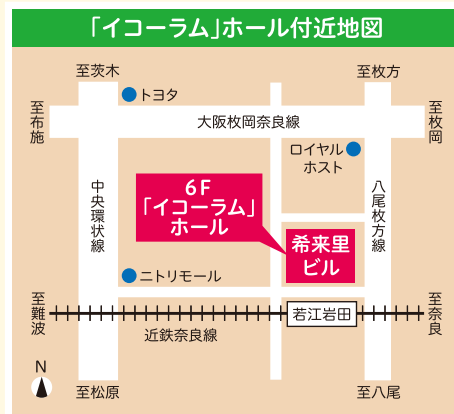 「イコーラム」ホール付近地図
至茨木
至枚方
トヨタ
至布施
大阪枚岡奈良線
至枚岡
ロイヤル
ホスト
中央環状線
6F
「イコーラム」
ホール
八尾枚方線
希来里
ビル
ニトリモール
至難波
若江岩田
至奈良
近鉄奈良線
N
至松原
至八尾